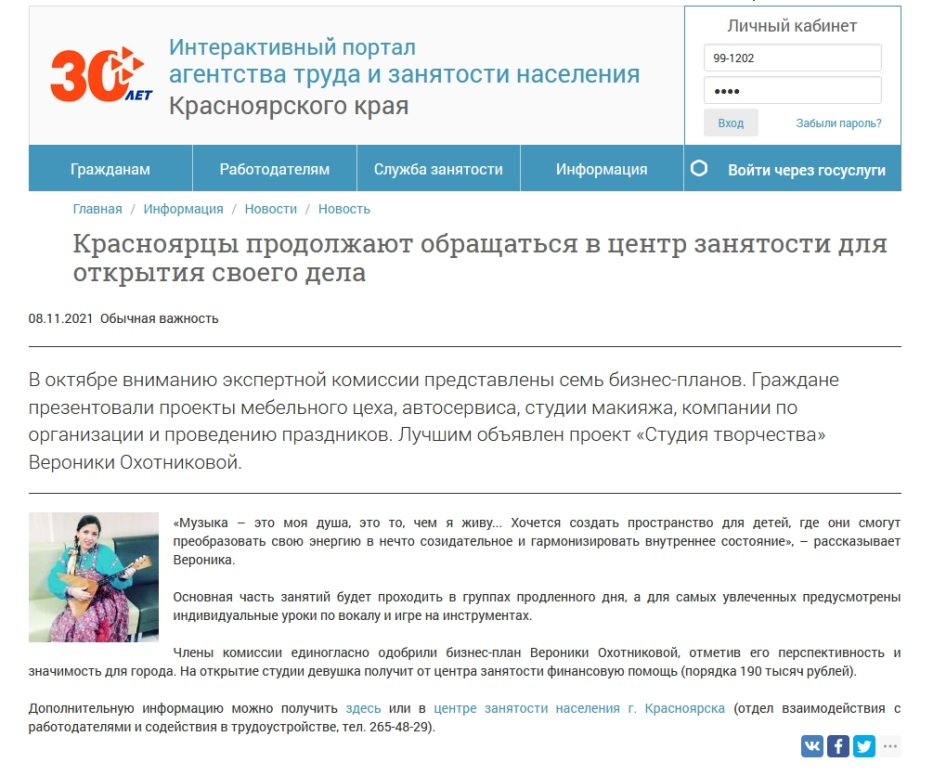 30 ЛЕТ
Интерактивный портал
агентства труда и занятости населения
Красноярского края
Личный кабинет
99-1202
••••
Вход Забыли пароль?
Гражданам Работодателям Служба занятости Информация Войти через госуслуги
Главная / Информация / Новости / Новость
Красноярцы продолжают обращаться в центр занятости для
открытия своего дела
08.11.2021 Обычная важность
В октябре вниманию экспертной комиссии представлены семь бизнес-планов. Граждане
презентовали проекты мебельного цеха, автосервиса, студии макияжа, компании по
организации и проведению праздников. Лучшим объявлен проект «Студия творчества»
Вероники Охотниковой.
«Музыка – это моя душа, это то, чем я живу... Хочется создать пространство для детей, где они смогут
преобразовать свою энергию в нечто созидательное и гармонизировать внутреннее состояние», – рассказывает
Вероника.
Основная часть занятий будет проходить в группах продленного дня, а для самых увлеченных предусмотрены
индивидуальные уроки по вокалу и игре на инструментах.
Члены комиссии единогласно одобрили бизнес-план Вероники Охотниковой, отметив его перспективность и
значимость для города. На открытие студии девушка получит от центра занятости финансовую помощь (порядка 190 тысяч рублей).
Дополнительную информацию можно получить здесь или в центре занятости населения г. Красноярска (отдел взаимодействия с
работодателями и содействия в трудоустройстве, тел. 265-48-29).